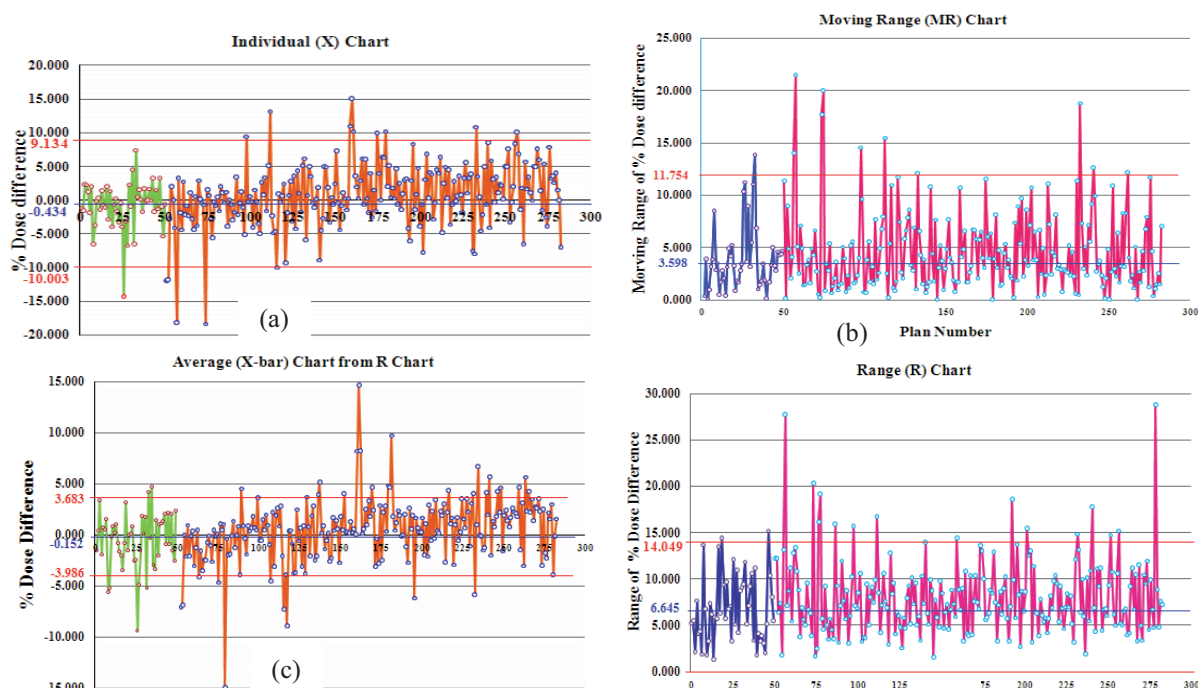 Individual (X) Chart
20.000
15.000
10.000
9.134
5.000
0.000
-0.434
-5.000
-10.000
-10.003
-15.000
-20.000
% Dose difference
0 25 50 75 100 125 150 175 200 225 250 300
(a)
Moving Range (MR) Chart
25.000
20.000
15.000
11.754
10.000
5.000
3.598
0.000
Moving Range of % Dose difference
0 50 100 150 200 250 300
Plan Number
(b)
Average (X-bar) Chart from R Chart
15.000
10.000
5.000
3.683
0.000
-0.152
-3.986
-5.000
-10.000
-15.000
% Dose Difference
0 25 50 75 100 125 150 175 200 225 250 300
(c)
Range (R) Chart
30.000
25.000
20.000
15.000
14.049
10.000
6.645
5.000
0.000
Range of % Dose Difference
0 25 50 75 100 125 150 200 225 250 275 300